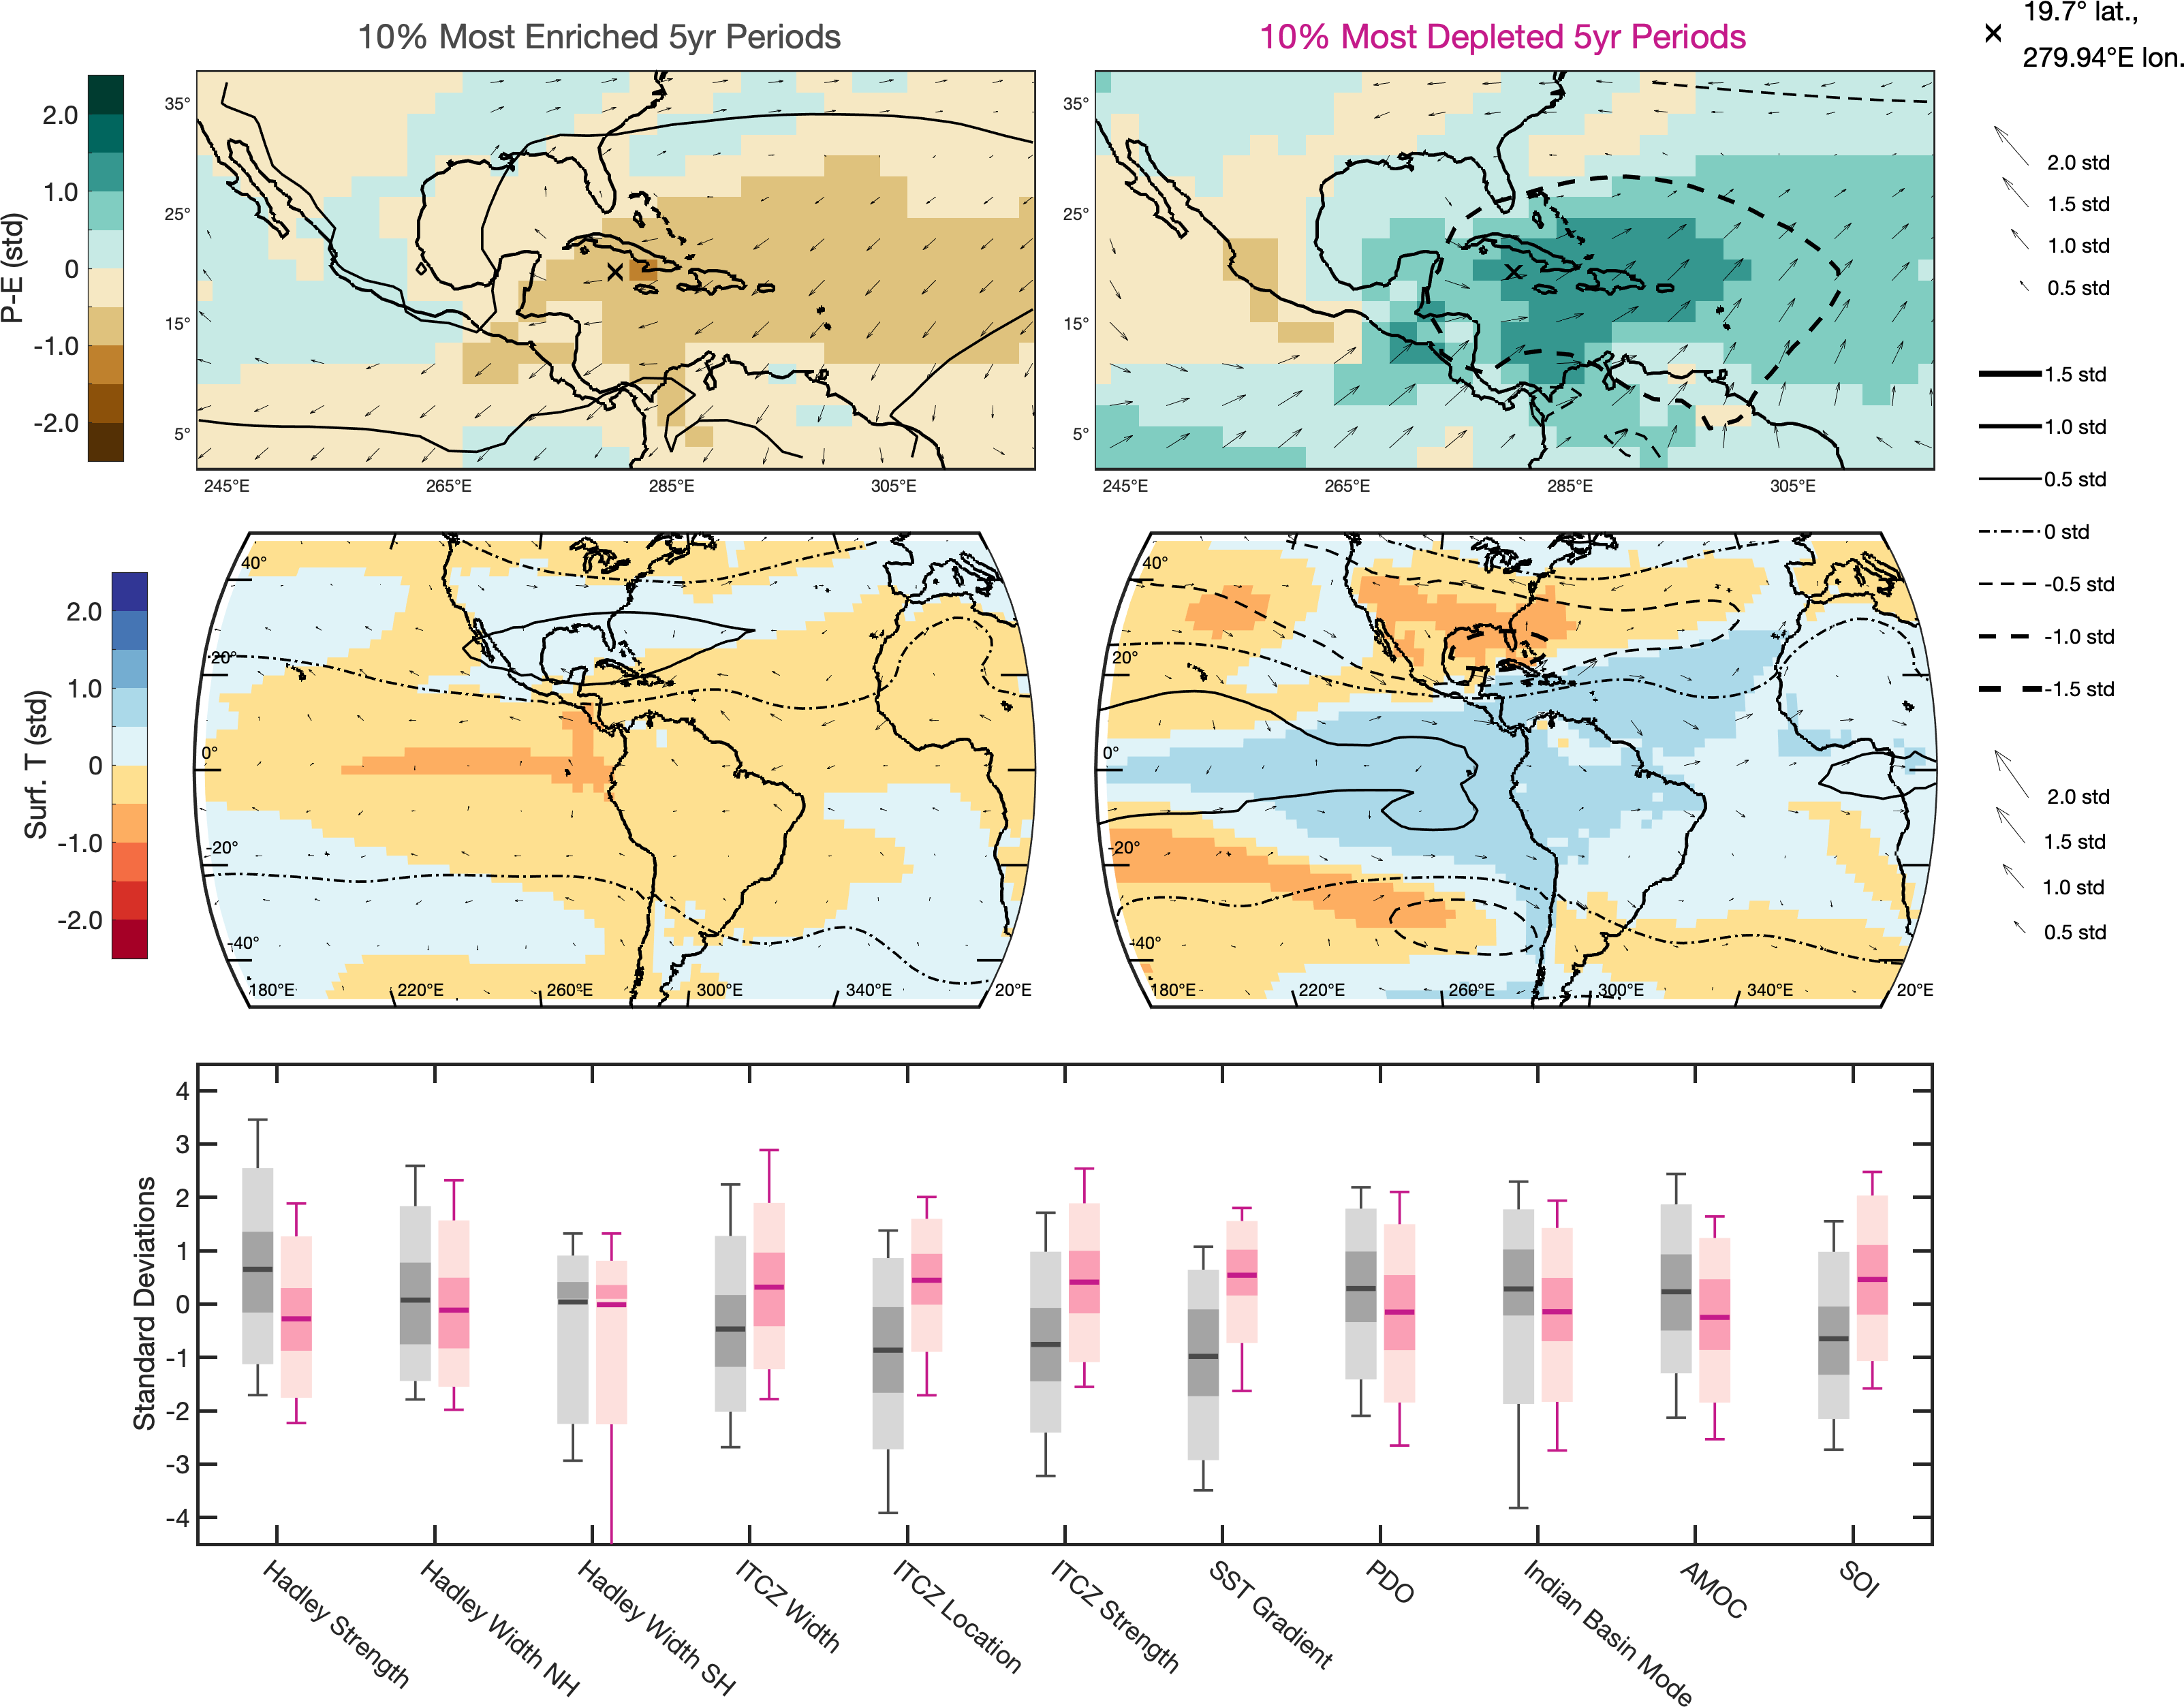 10% Most Enriched 5yr Periods
10% Most Depleted 5yr Periods
19.7° lat.,
279.94°E lon.
P-E (std)
2.0
1.0
0
-1.0
-2.0
35°
25°
15°
5°
245°E
265°E
285°E
305°E
35°
25°
15°
5°
245°E
265°E
285°E
305°E
2.0 std
1.5 std
1.0 std
0.5 std
1.5 std
1.0 std
0.5 std
0 std
-0.5 std
-1.0 std
-1.5 std
2.0 std
1.5 std
1.0 std
0.5 std
Surf. T (std)
2.0
1.0
0
-1.0
-2.0
40°
20°
0°
-20°
-40°
180°E
220°E
260°E
300°E
340°E
20°E
40°
20°
0°
-20°
-40°
180°E
220°E
260°E
300°E
340°E
20°E
Standard Deviations
4
3
2
1
0
-1
-2
-3
-4
Hadley Strength
Hadley Width NH
Hadley Width SH
ITCZ Width
ITCZ Location
ITCZ Strength
SST Gradient
PDO
Indian Basin Mode
AMOC
SOI